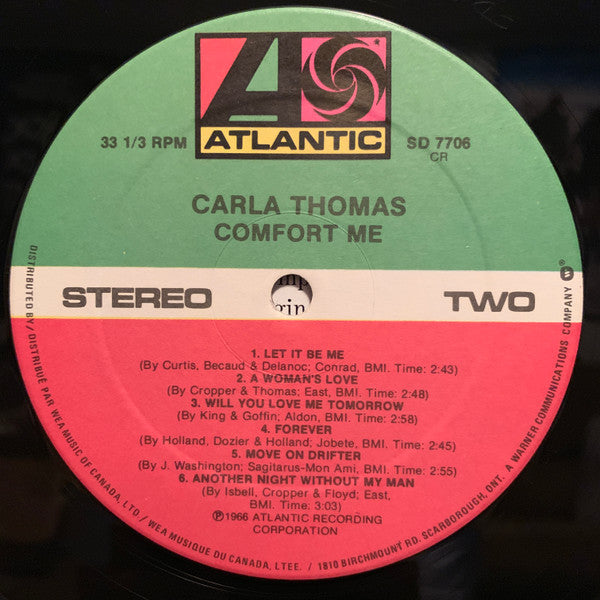 ATLANTIC
33 1/3 RPM
SD 7706
CR
CARLA THOMAS
COMFORT ME
STEREO
TWO
1. LET IT BE ME
(By Curtis, Becaud & Delanoc; Conrad, BMI. Time: 2:43)
2. A WOMAN'S LOVE
(By Cropper & Thomas; East, BMI. Time: 2:48)
3. WILL YOU LOVE ME TOMORROW
(By King & Goffin; Aldon, BMI. Time: 2:58)
4. FOREVER
(By Holland, Dozier & Holland; Jobete, BMI. Time: 2:45)
5. MOVE ON DRIFTER
(By J. Washington; Sagitarus-Mon Ami, BMI. Time: 2:55)
6. ANOTHER NIGHT WITHOUT MY MAN
(By Isbell, Cropper & Floyd; East,
BMI. Time: 3:03)
℗1966 ATLANTIC RECORDING
CORPORATION
DISTRIBUTED BY / DISTRIBUÉ PAR WEA MUSIC OF CANADA, LTD / WEA MUSIQUE DU CANADA, LTEE. / 1810 BIRCHMOUNT RD. SCARBOROUGH, ONT. A WARNER COMMUNICATIONS COMPANY ®